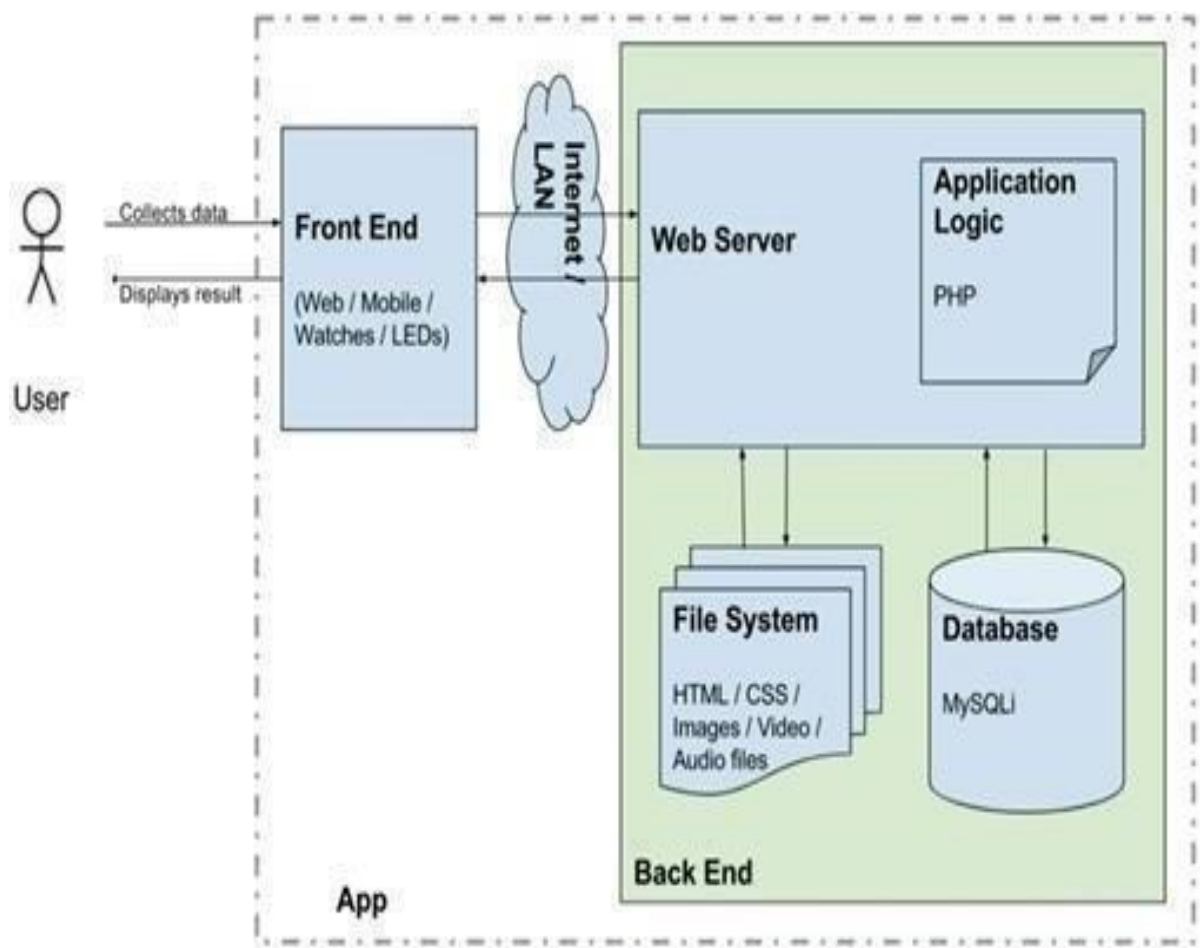 Collects data
Displays result
User
Front End
(Web / Mobile /
Watches / LEDs)
Internet /
LAN
Web Server
Application
Logic
PHP
File System
HTML / CSS /
Images / Video /
Audio files
Database
MySQLi
Back End
App